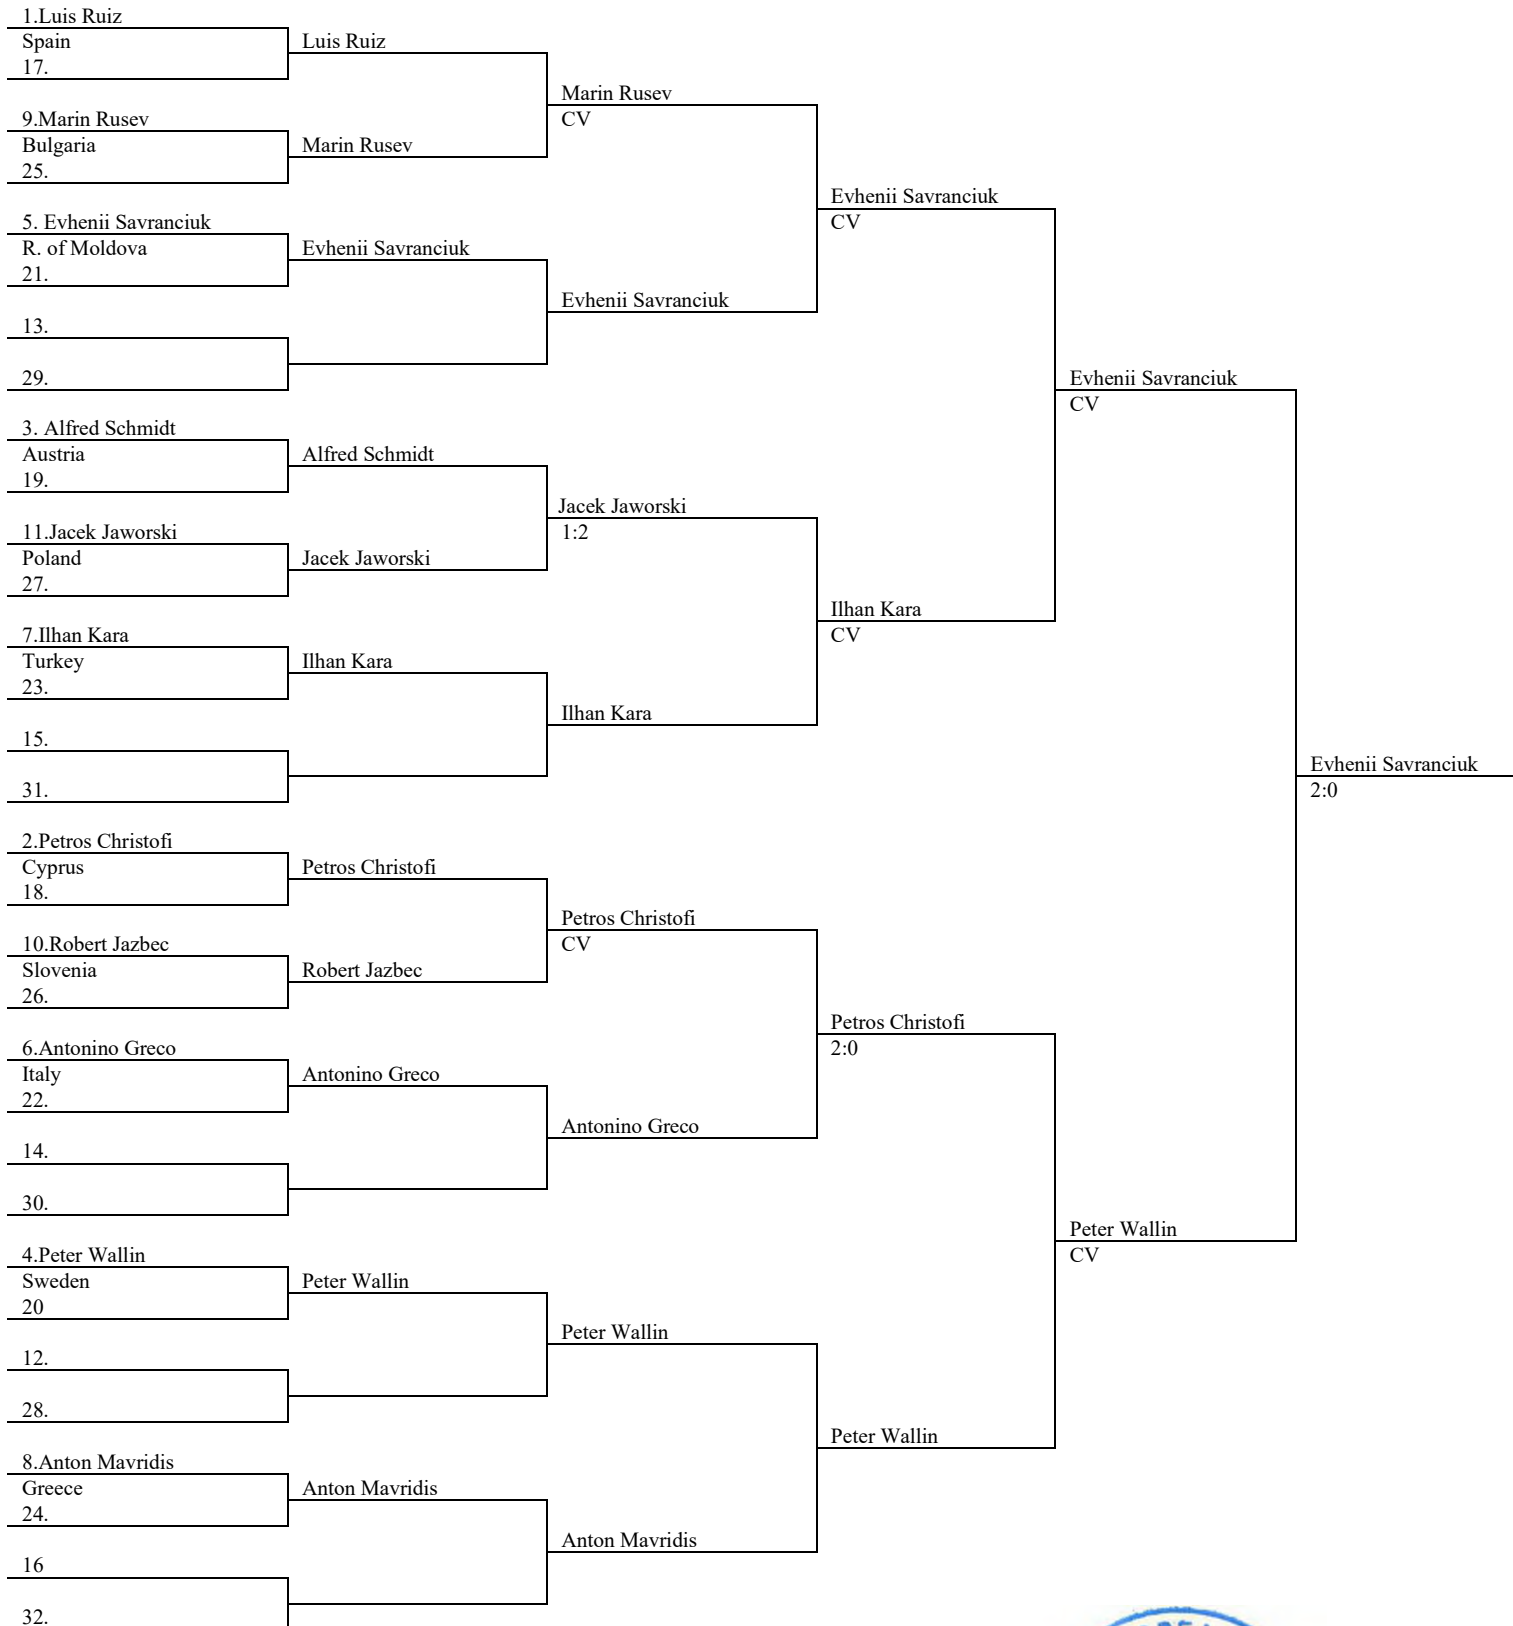 1.Luis Ruiz
Spain
17.
9.Marin Rusev
Bulgaria
25.
5. Evhenii Savranciuk
R. of Moldova
21.
13.
29.
3. Alfred Schmidt
Austria
19.
11.Jacek Jaworski
Poland
27.
7.Ilhan Kara
Turkey
23.
15.
31.
2.Petros Christofi
Cyprus
18.
10.Robert Jazbec
Slovenia
26.
6.Antonino Greco
Italy
22.
14.
30.
4.Peter Wallin
Sweden
20
12.
28.
8.Anton Mavridis
Greece
24.
16
32.
Luis Ruiz
Marin Rusev
Evhenii Savranciuk
Alfred Schmidt
Jacek Jaworski
Ilhan Kara
Petros Christofi
Robert Jazbec
Antonino Greco
Peter Wallin
Anton Mavridis
Marin Rusev
CV
Evhenii Savranciuk
Jacek Jaworski
1:2
Ilhan Kara
Petros Christofi
CV
Antonino Greco
Peter Wallin
Anton Mavridis
Evhenii Savranciuk
CV
Ilhan Kara
CV
Petros Christofi
2:0
Peter Wallin
Evhenii Savranciuk
CV
Peter Wallin
CV
Evhenii Savranciuk
2:0